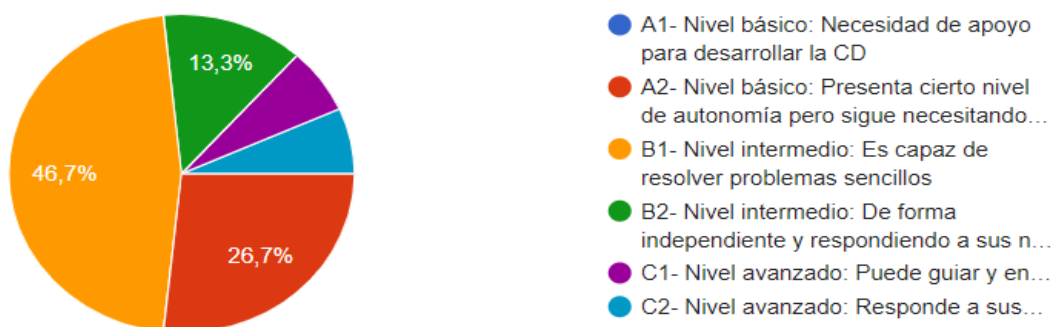 13,3%
46,7%
26,7%
A1- Nivel básico: Necesidad de apoyo
para desarrollar la CD
A2- Nivel básico: Presenta cierto nivel
de autonomía pero sigue necesitando…
B1- Nivel intermedio: Es capaz de
resolver problemas sencillos
B2- Nivel intermedio: De forma
independiente y respondiendo a sus n…
C1- Nivel avanzado: Puede guiar y en…
C2- Nivel avanzado: Responde a sus…